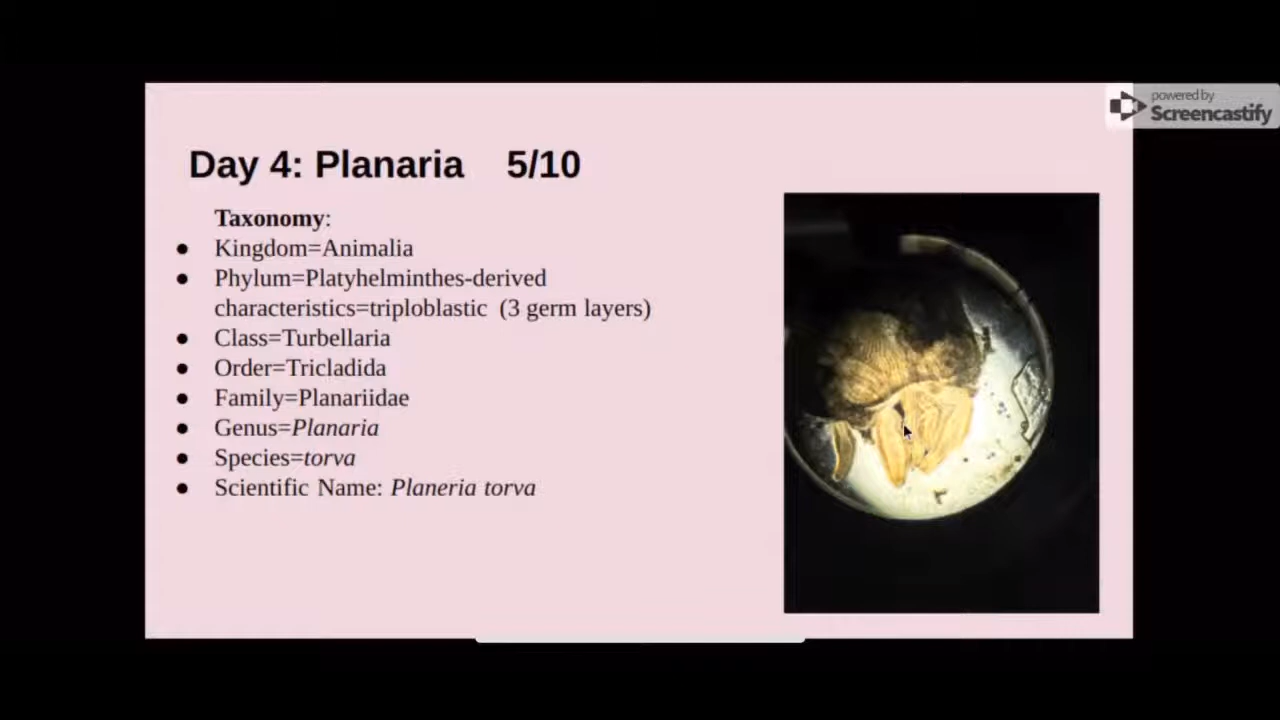 powered by
Screencastify
Day 4: Planaria 5/10
Taxonomy:
● Kingdom=Animalia
● Phylum=Platyhelminthes-derived
characteristics=triploblastic (3 germ layers)
● Class=Turbellaria
● Order=Tricladida
● Family=Planariidae
● Genus=Planaria
● Species=torva
● Scientific Name: Planeria torva